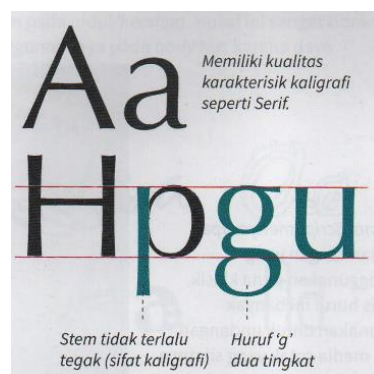 Aa
Memiliki kualitas
karakterisik kaligrafi
seperti Serif.
Hpgu
Stem tidak terlalu
tegak (sifat kaligrafi)
Huruf ‘g’
dua tingkat